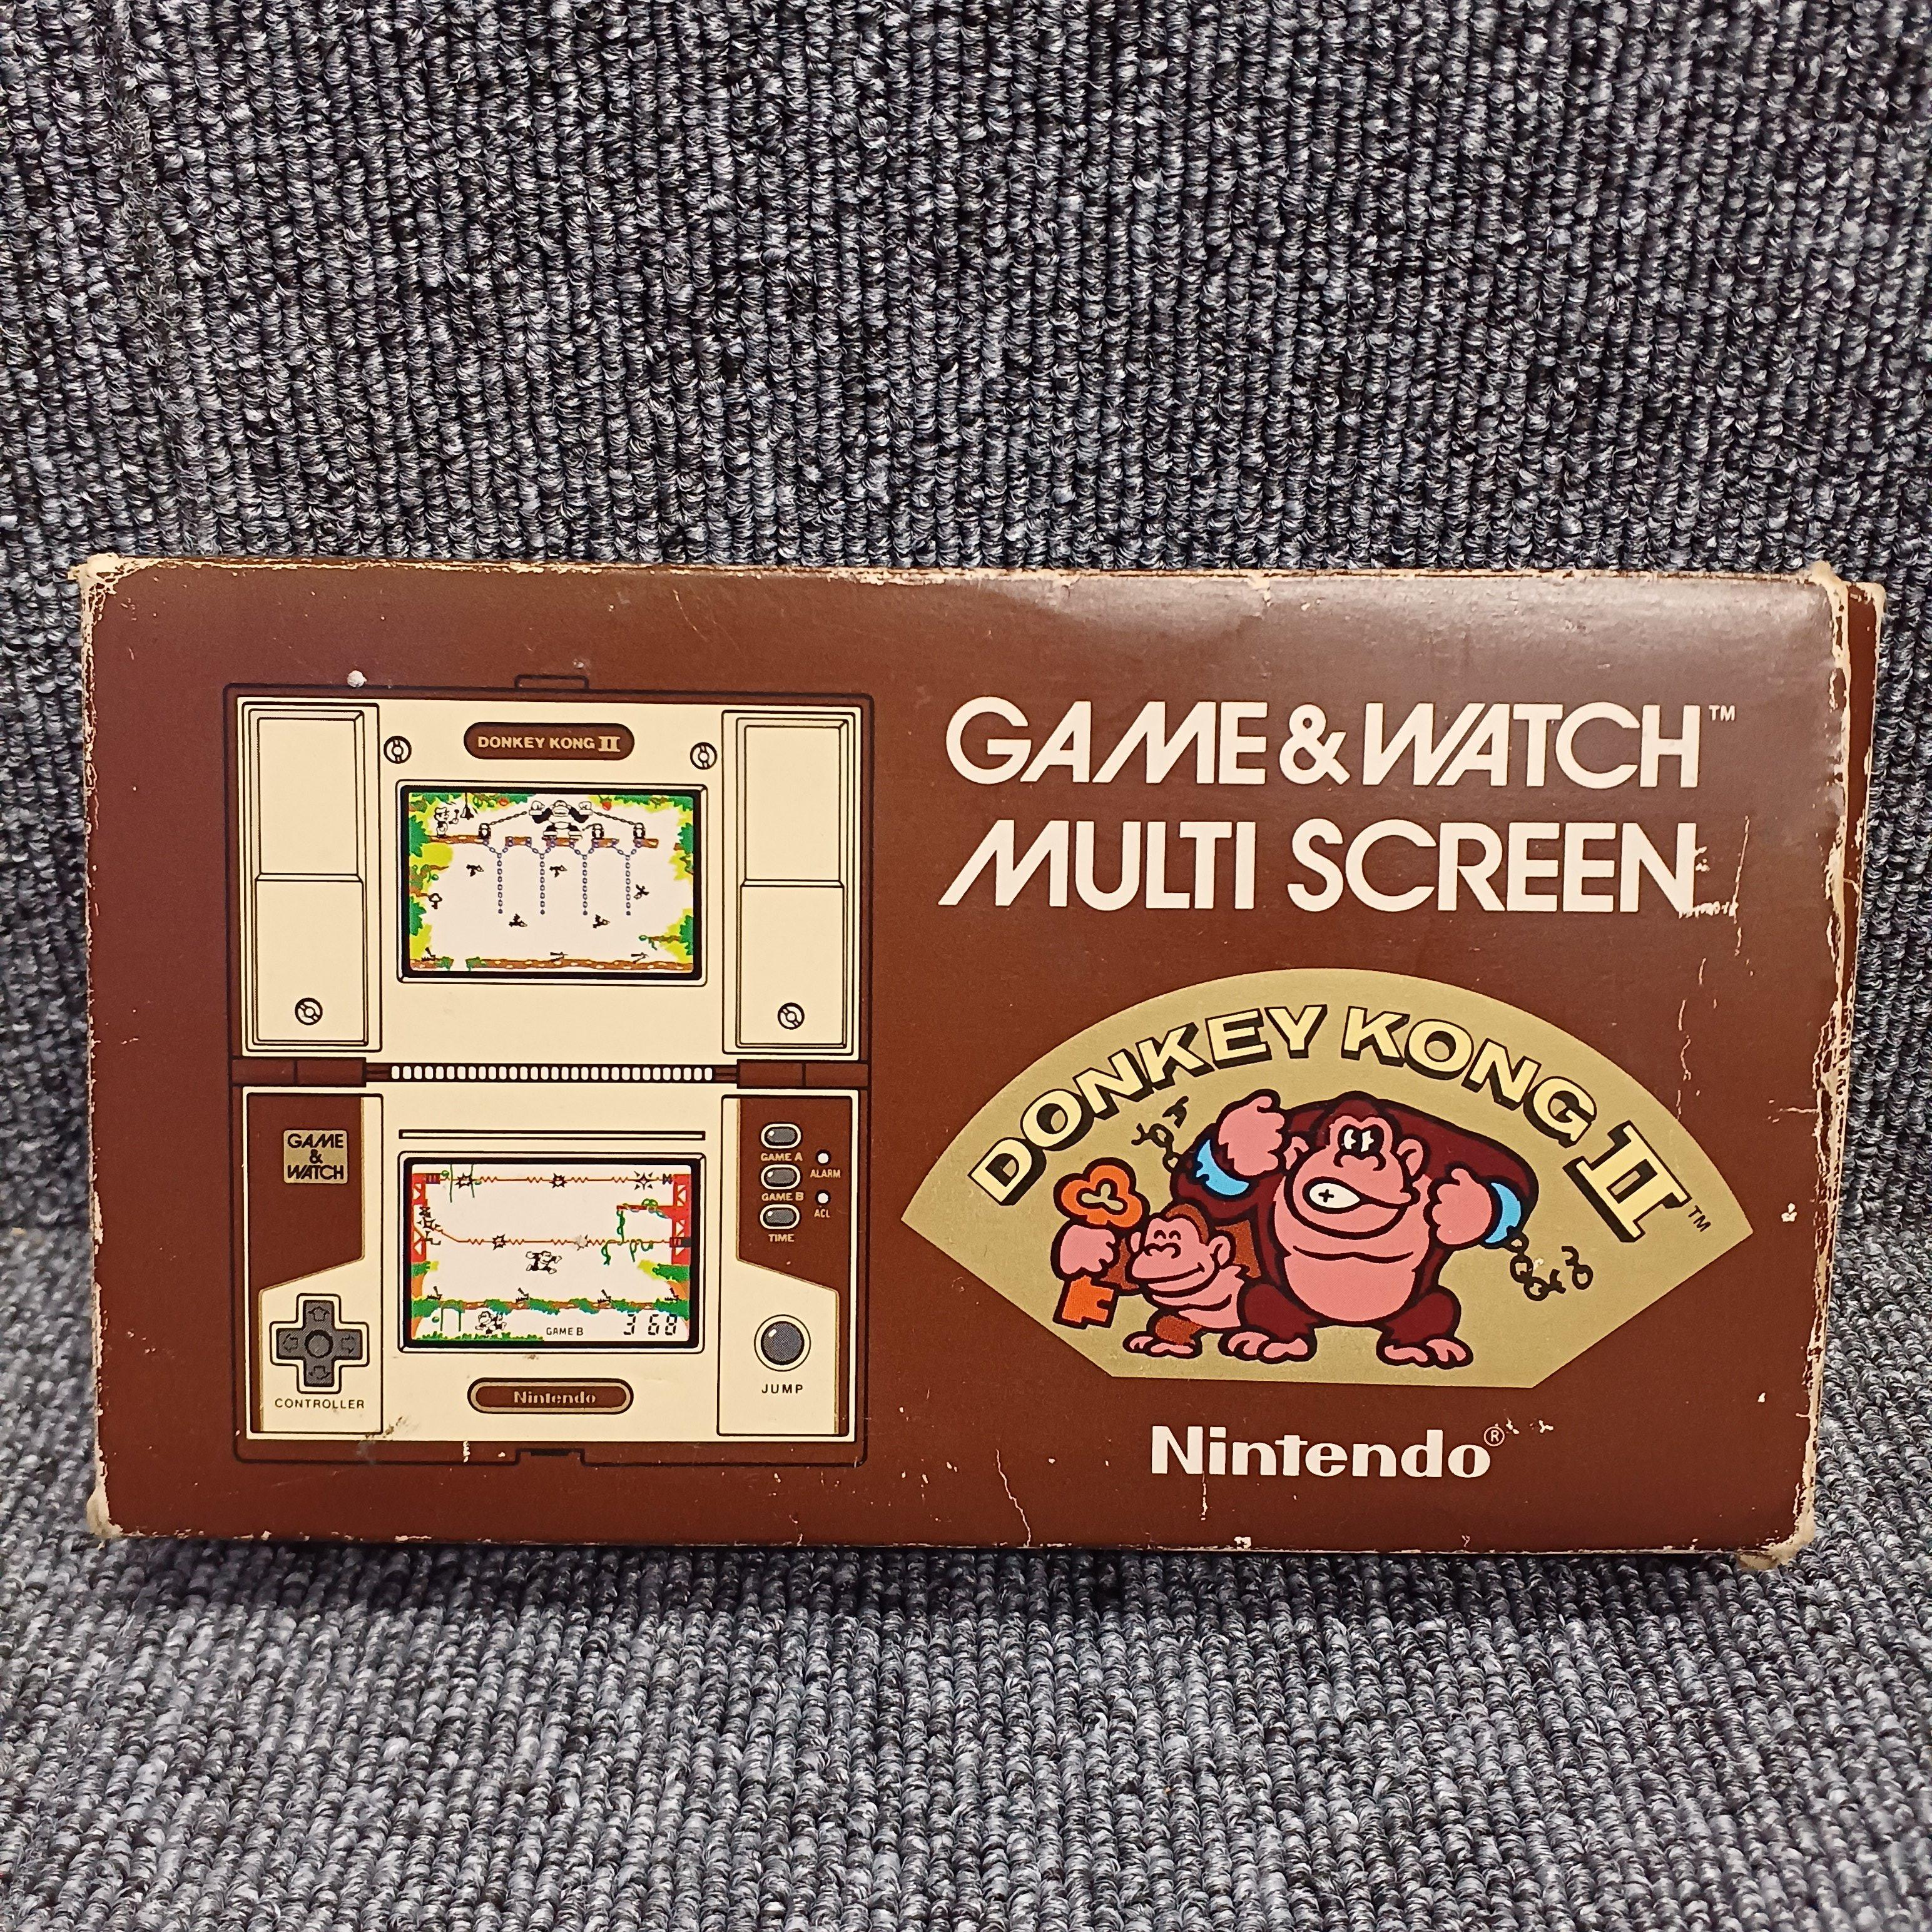 DONKEY KONG II
GAME
&
WATCH
GAME A
ALARM
GAME B
ACL
TIME
GAME B 368
CONTROLLER
JUMP
Nintendo
GAME & WATCH™
MULTI SCREEN
DONKEY KONG II™
Nintendo®